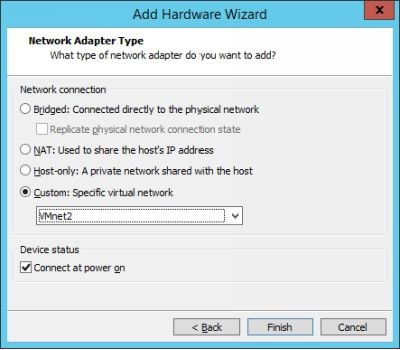 Add Hardware Wizard
x
Network Adapter Type
What type of network adapter do you want to add?
Network connection
Bridged: Connected directly to the physical network
Replicate physical network connection state
NAT: Used to share the host's IP address
Host-only: A private network shared with the host
Custom: Specific virtual network
VMnet2
Device status
Connect at power on
< Back Finish Cancel